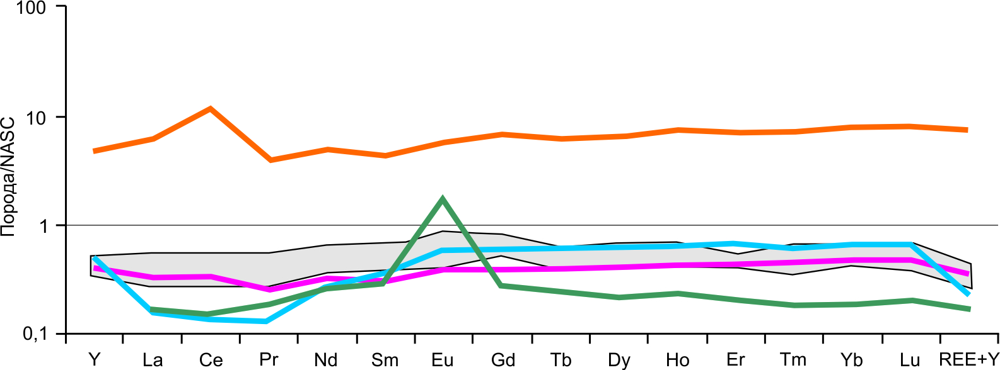 100
10
1
0,1
Порода/NASC
Y La Ce Pr Nd Sm Eu Gd Tb Dy Ho Er Tm Yb Lu REE+Y